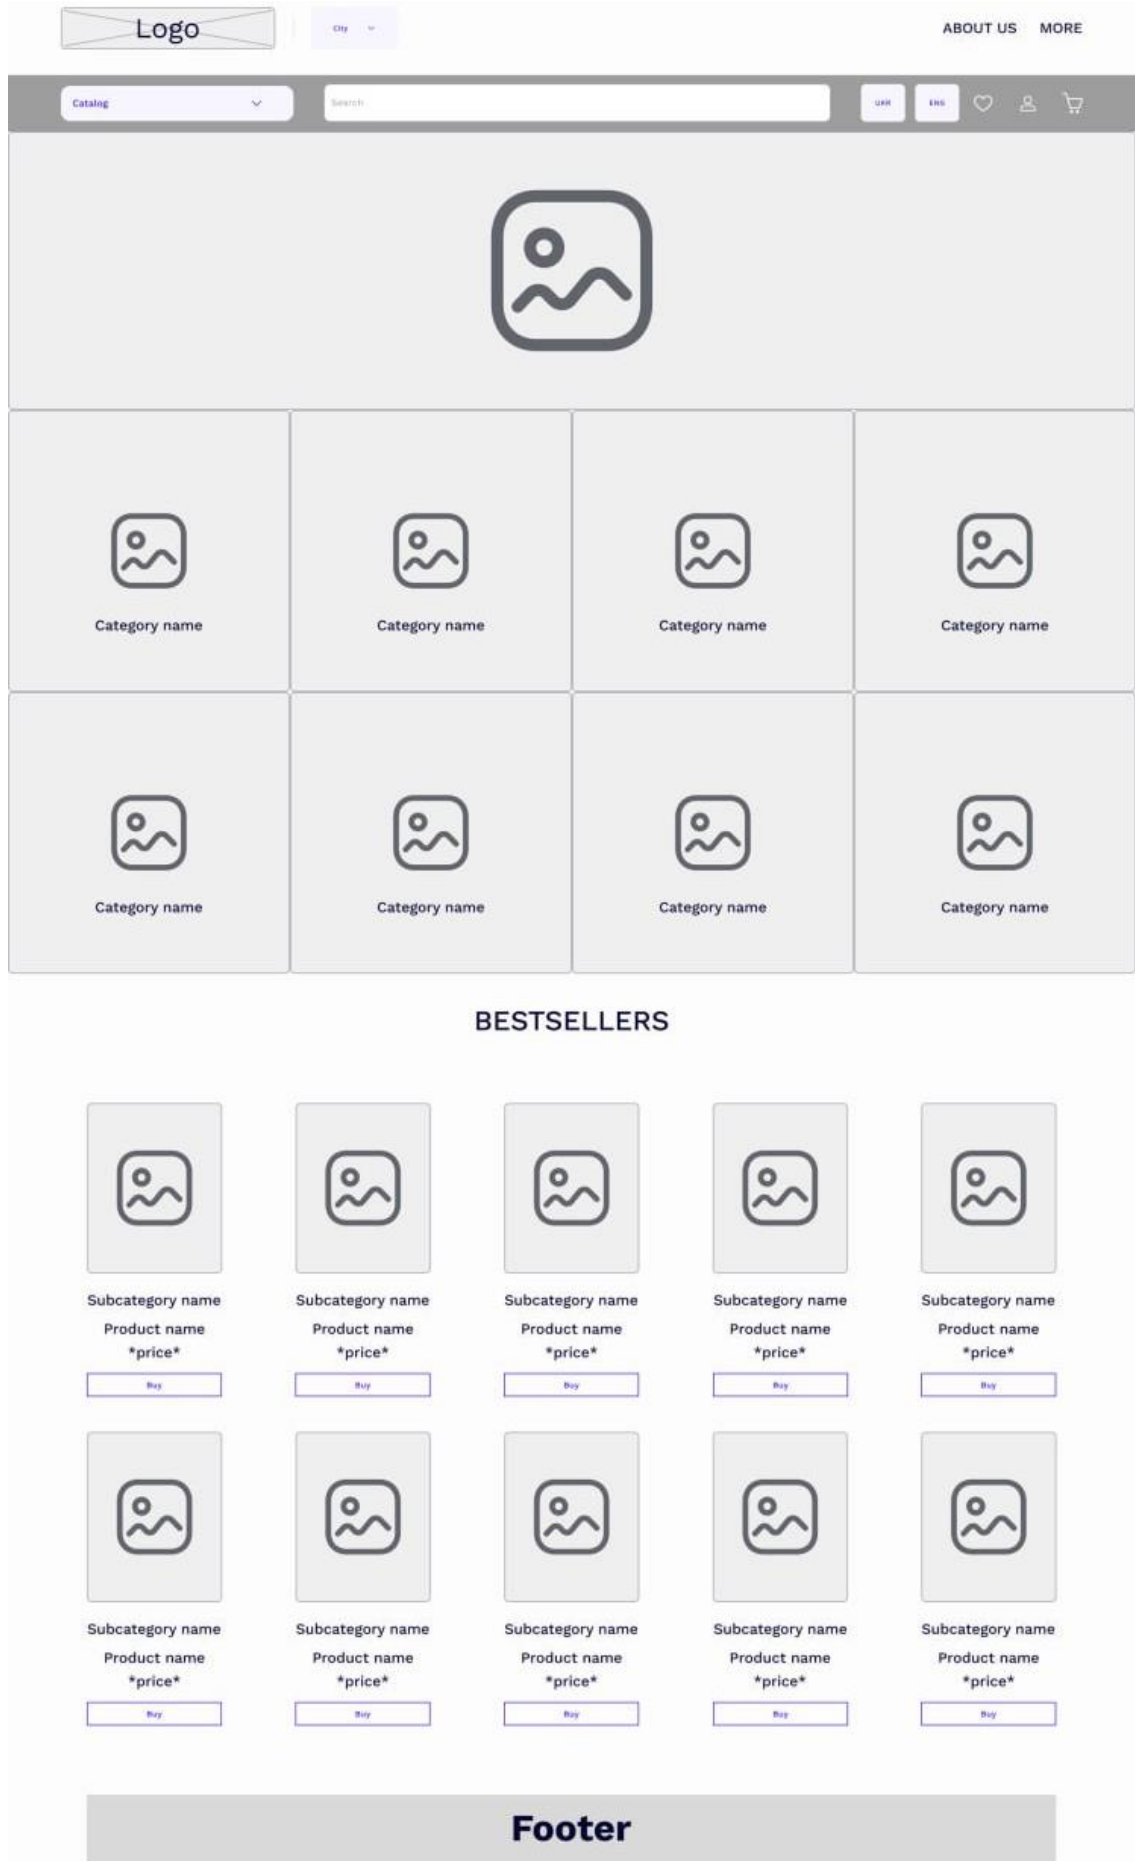 Logo
City
ABOUT US MORE
Catalog
Search
UKR
ENG
Category name Category name Category name Category name
Category name Category name Category name Category name
BESTSELLERS
Subcategory name Subcategory name Subcategory name Subcategory name Subcategory name
Product name Product name Product name Product name Product name
*price* *price* *price* *price* *price*
Buy Buy Buy Buy Buy
Subcategory name Subcategory name Subcategory name Subcategory name Subcategory name
Product name Product name Product name Product name Product name
*price* *price* *price* *price* *price*
Buy Buy Buy Buy Buy
Footer